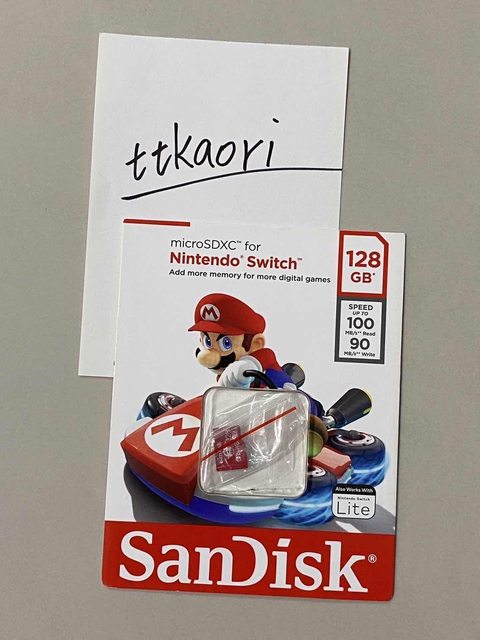 ttkaori
microSDXC™ for
Nintendo® Switch™
Add more memory for more digital games
128
GB*
SPEED
UP TO
100
MB/s** Read
90
MB/s** Write
M
M
Also Works With
Nintendo Switch
Lite
SanDisk®